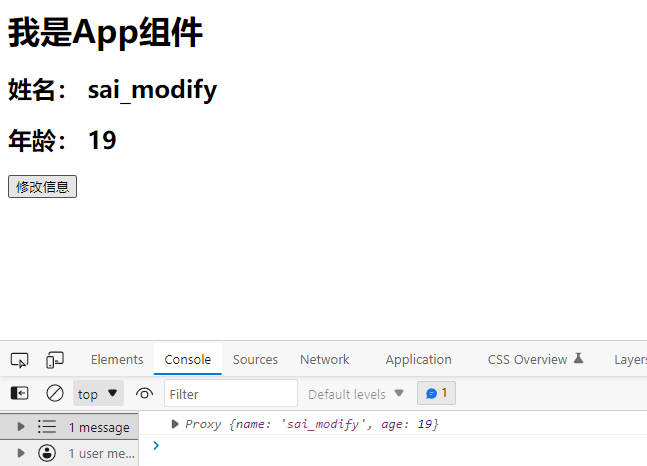 我是App组件
姓名： sai_modify
年龄： 19
修改信息
Elements Console Sources Network Application CSS Overview Layers
top Filter Default levels 1
1 message Proxy {name: 'sai_modify', age: 19}
1 user me...